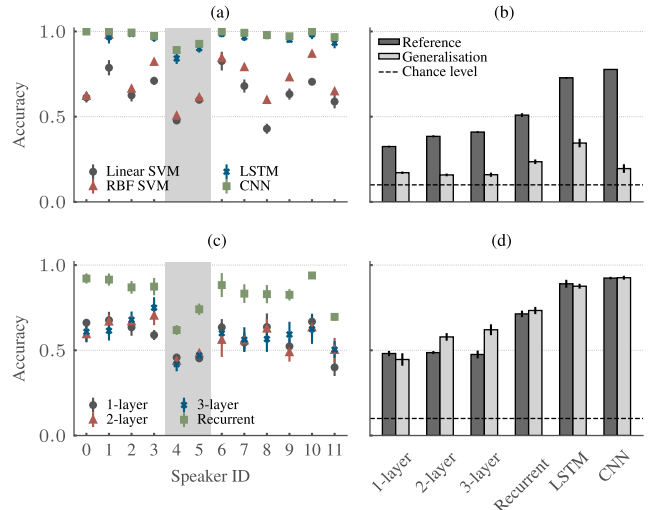 (a)
(b)
1.0
0.5
0.0
Accuracy
Linear SVM
RBF SVM
LSTM
CNN
Reference
Generalisation
Chance level
(c)
(d)
1.0
0.5
0.0
Accuracy
1-layer
2-layer
3-layer
Recurrent
0 1 2 3 4 5 6 7 8 9 10 11
Speaker ID
1-layer
2-layer
3-layer
Recurrent
LSTM
CNN